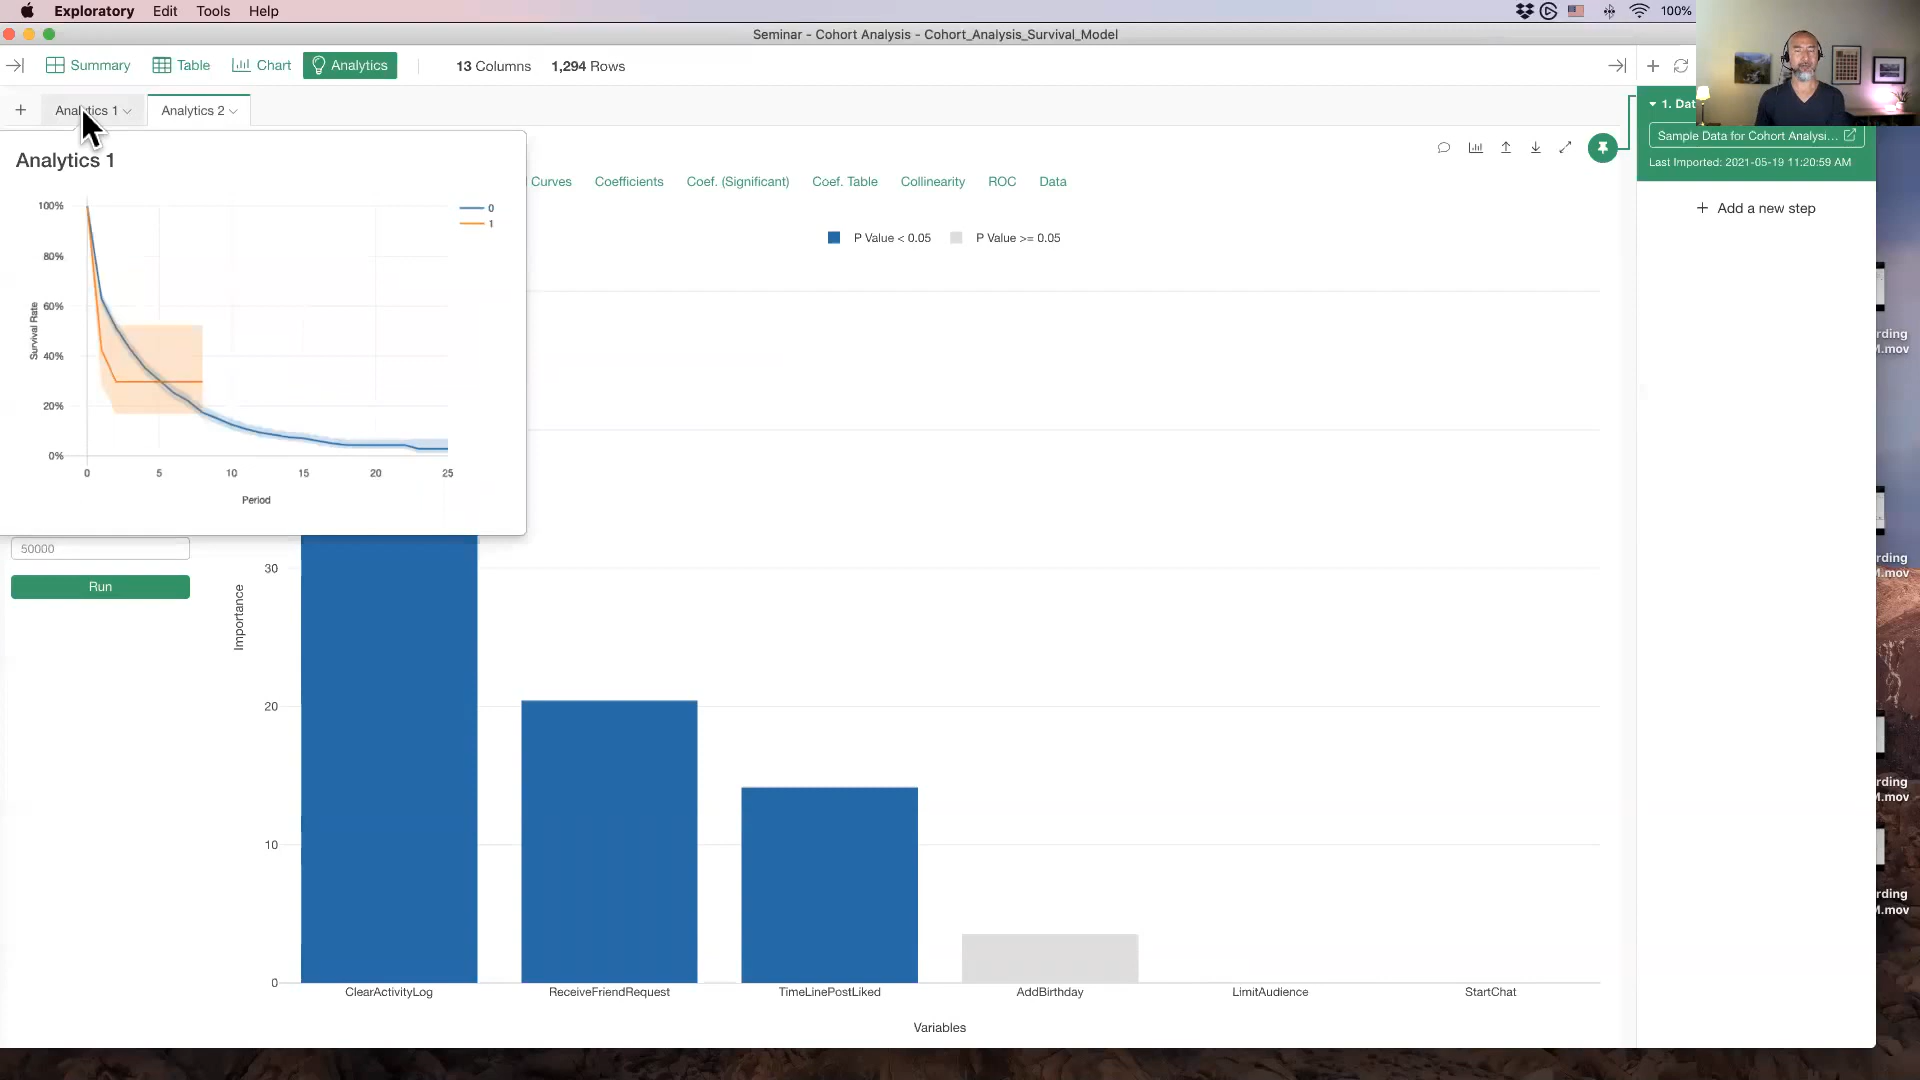 Exploratory Edit Tools Help 100%
Seminar - Cohort Analysis - Cohort_Analysis_Survival_Model
Summary Table Chart Analytics 13 Columns 1,294 Rows
Analytics 1 Analytics 2
1. Dat
Sample Data for Cohort Analysi...
Last Imported: 2021-05-19 11:20:59 AM
+ Add a new step
Analytics 1
Curves Coefficients Coef. (Significant) Coef. Table Collinearity ROC Data
P Value < 0.05 P Value >= 0.05
100%
80%
60%
40%
20%
0%
Survival Rate
0 5 10 15 20 25
Period
0
1
50000
Run
30
20
10
0
Importance
ClearActivityLog ReceiveFriendRequest TimeLinePostLiked AddBirthday LimitAudience StartChat
Variables
rding
M.mov
rding
M.mov
rding
M.mov
rding
M.mov